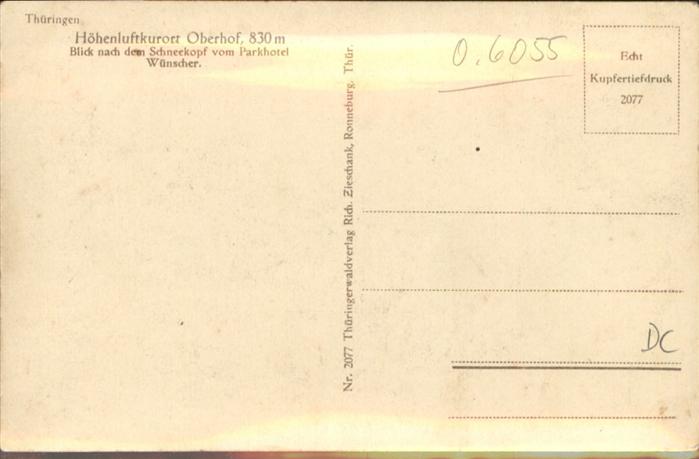 Thüringen
Höhenluftkurort Oberhof, 830 m
Blick nach dem Schneekopf vom Parkhotel
Wünscher.
Nr. 2077 Thüringerwaldverlag Rich. Zieschank, Ronneburg. Thür.
O. 6055
Echt
Kupfertiefdruck
2077
DC